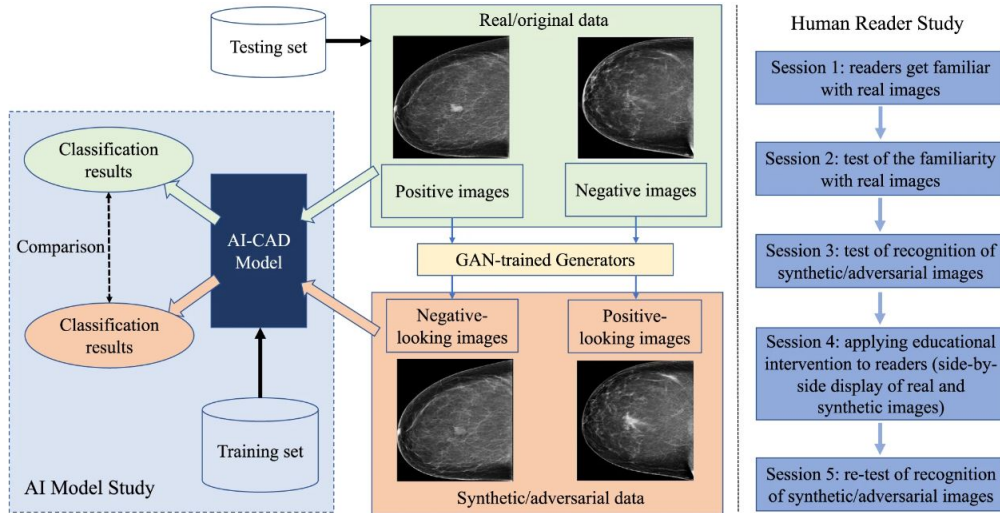 Testing set
Real/original data
Positive images
Negative images
GAN-trained Generators
Negative-
looking images
Positive-
looking images
Synthetic/adversarial data
Classification
results
Comparison
AI-CAD
Model
Classification
results
Training set
AI Model Study
Human Reader Study
Session 1: readers get familiar
with real images
Session 2: test of the familiarity
with real images
Session 3: test of recognition of
synthetic/adversarial images
Session 4: applying educational
intervention to readers (side-by-
side display of real and
synthetic images)
Session 5: re-test of recognition
of synthetic/adversarial images